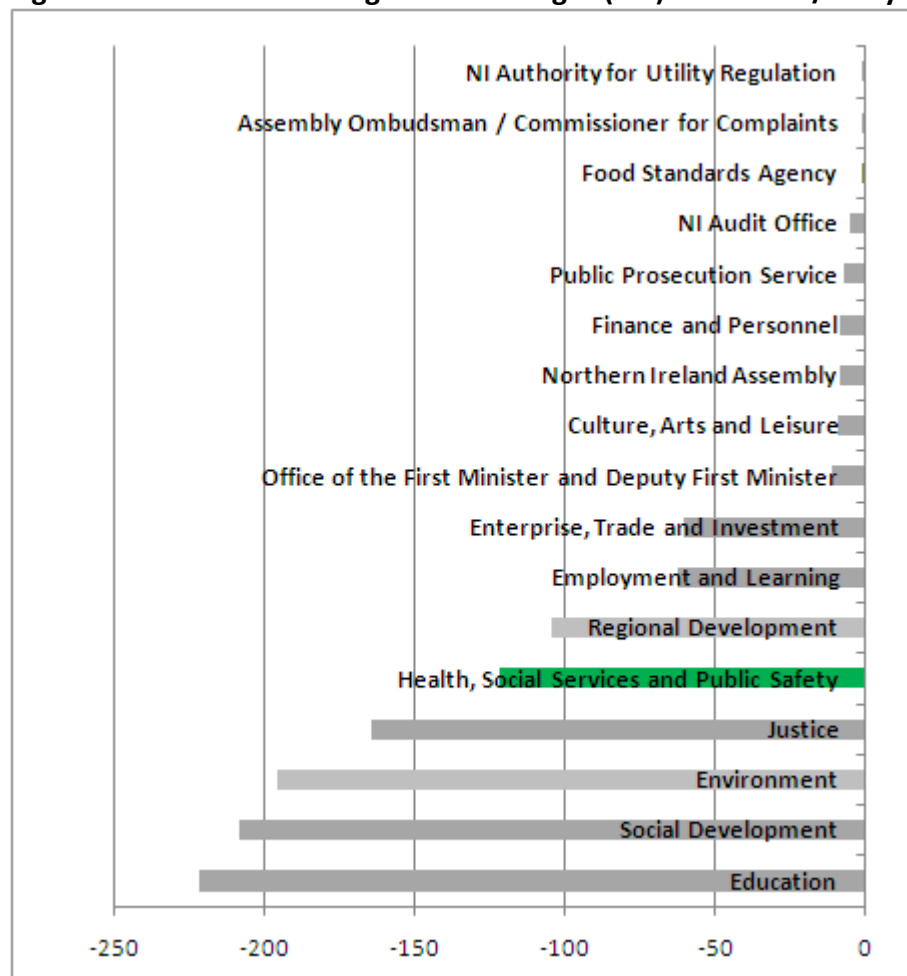 NI Authority for Utility Regulation
Assembly Ombudsman / Commissioner for Complaints
Food Standards Agency
NI Audit Office
Public Prosecution Service
Finance and Personnel
Northern Ireland Assembly
Culture, Arts and Leisure
Office of the First Minister and Deputy First Minister
Enterprise, Trade and Investment
Employment and Learning
Regional Development
Health, Social Services and Public Safety
Justice
Environment
Social Development
Education
-250 -200 -150 -100 -50 0